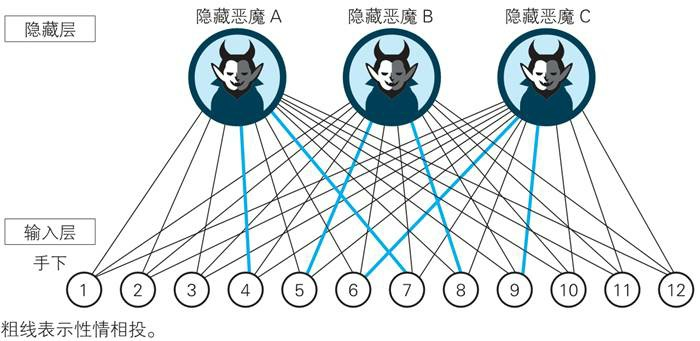 隐藏层
隐藏恶魔 A
隐藏恶魔 B
隐藏恶魔 C
输入层
手下
1 2 3 4 5 6 7 8 9 10 11 12
粗线表示性情相投。